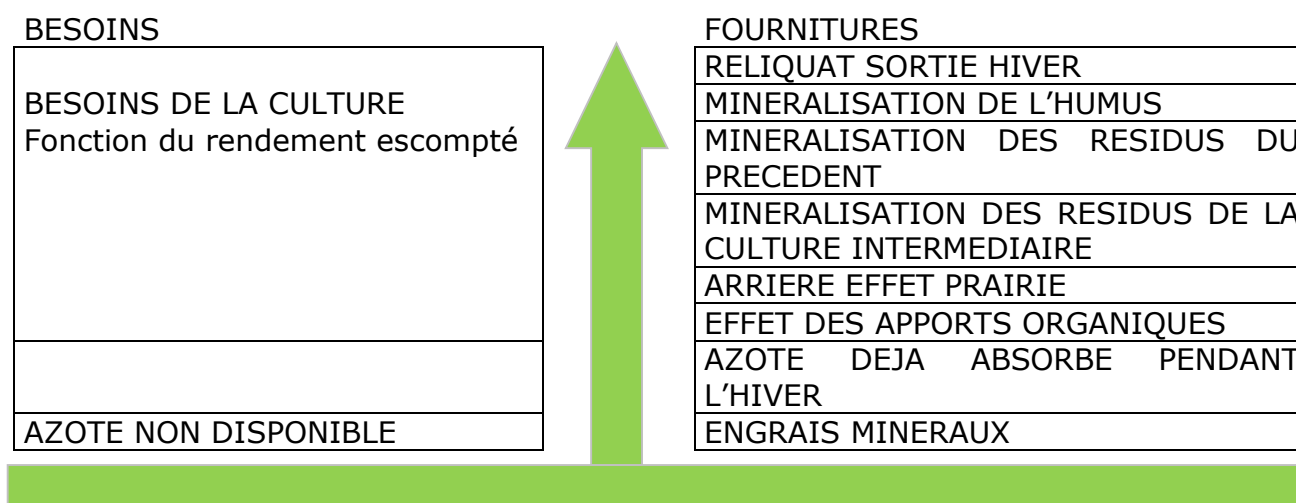 BESOINS
BESOINS DE LA CULTURE
Fonction du rendement escompté
AZOTE NON DISPONIBLE
FOURNITURES
RELIQUAT SORTIE HIVER
MINERALISATION DE L’HUMUS
MINERALISATION DES RESIDUS DU
PRECEDENT
MINERALISATION DES RESIDUS DE LA
CULTURE INTERMEDIAIRE
ARRIERE EFFET PRAIRIE
EFFET DES APPORTS ORGANIQUES
AZOTE DEJA ABSORBE PENDANT
L’HIVER
ENGRAIS MINERAUX